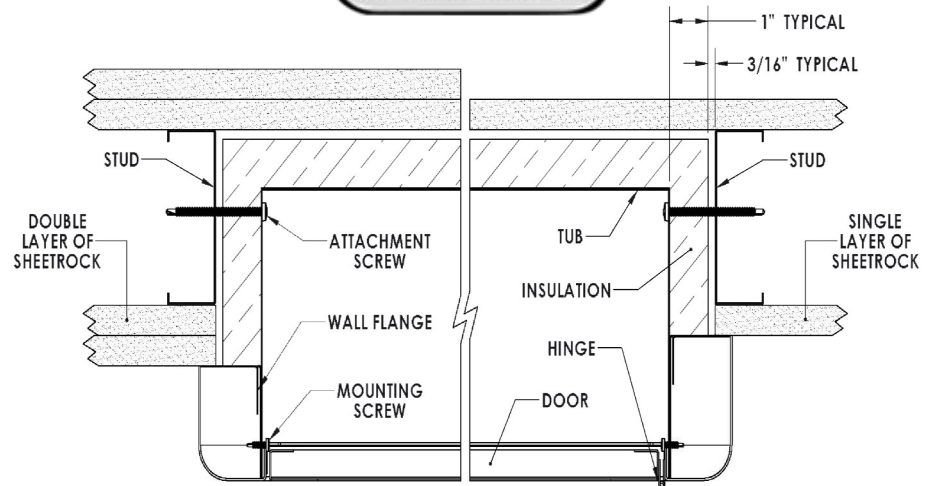 1" TYPICAL
3/16" TYPICAL
STUD
STUD
DOUBLE
LAYER OF
SHEETROCK
ATTACHMENT
SCREW
TUB
SINGLE
LAYER OF
SHEETROCK
INSULATION
WALL FLANGE
HINGE
MOUNTING
SCREW
DOOR